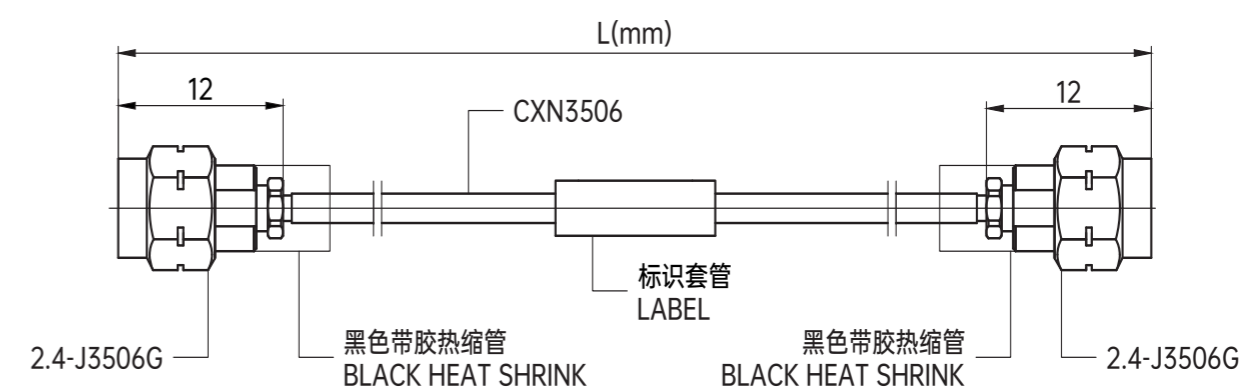 L(mm)
12
12
CXN3506
标识套管
LABEL
2.4-J3506G
黑色带胶热缩管
BLACK HEAT SHRINK
黑色带胶热缩管
BLACK HEAT SHRINK
2.4-J3506G